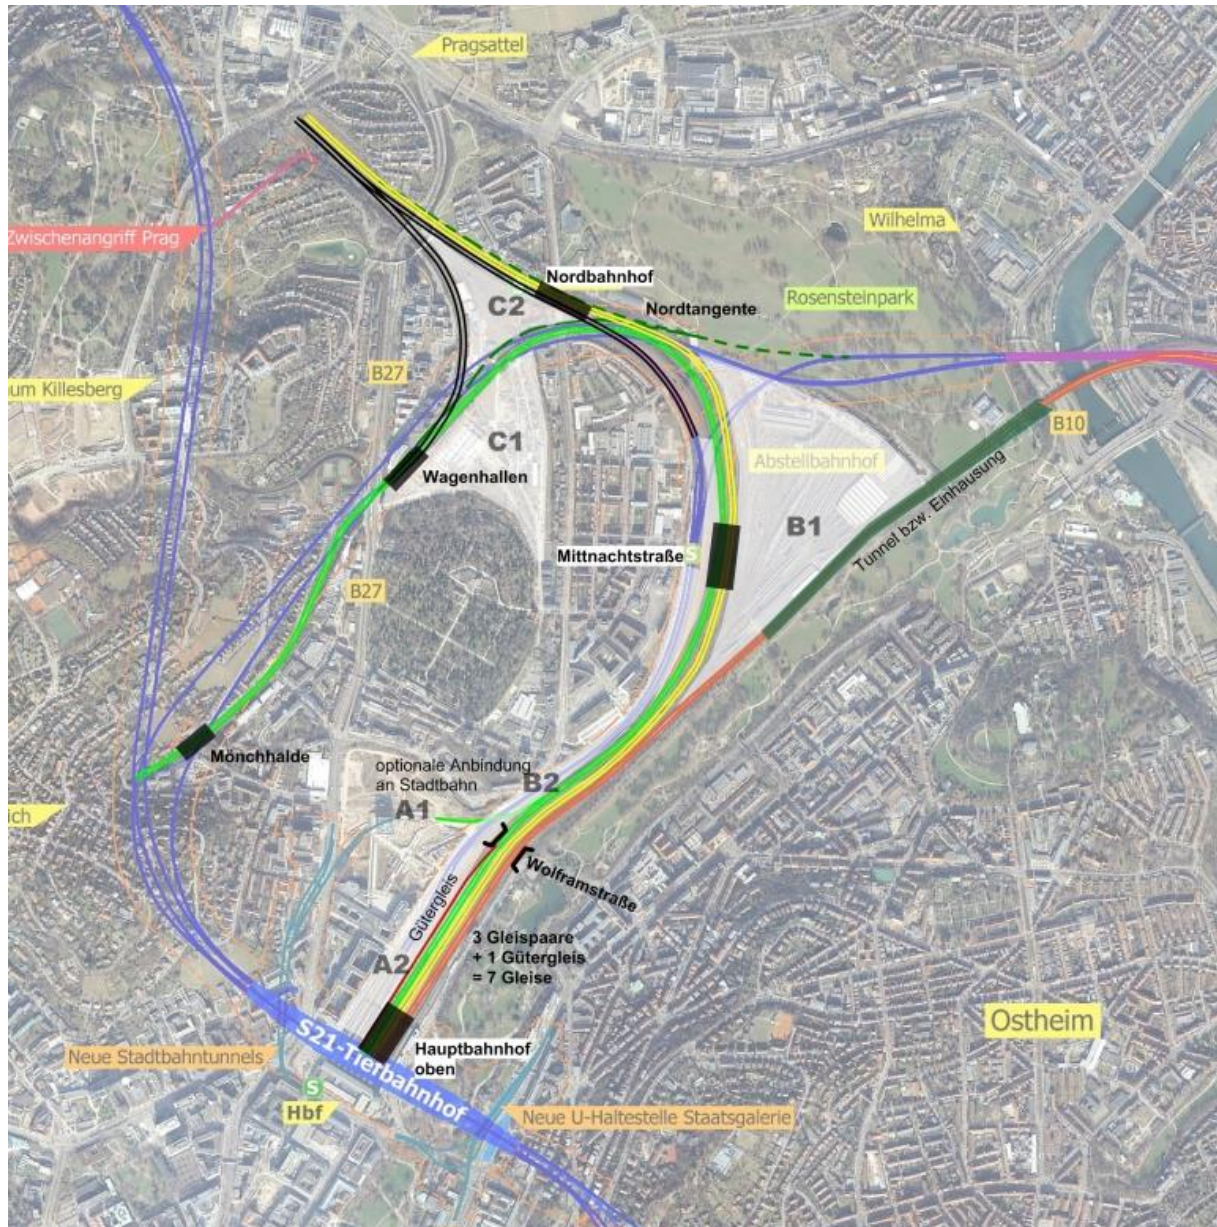 Pragsattel
Wilhelma
Zwischenangriff Prag
Nordbahnhof
Rosensteinpark
C2
Nordtangente
B27
um Killesberg
B10
C1
Abstellbahnhof
Wagenhallen
Tunnel bzw. Einhausung
B1
Mittnachtstraße
S
B27
Mönchhalde
optionale Anbindung
an Stadtbahn
B2
A1
ich
Wolframstraße
Gütergleis
3 Gleispaare
+ 1 Gütergleis
= 7 Gleise
A2
Ostheim
S21-Tiefbahnhof
Hauptbahnhof
oben
Neue Stadtbahntunnels
S
Hbf
Neue U-Haltestelle Staatsgalerie